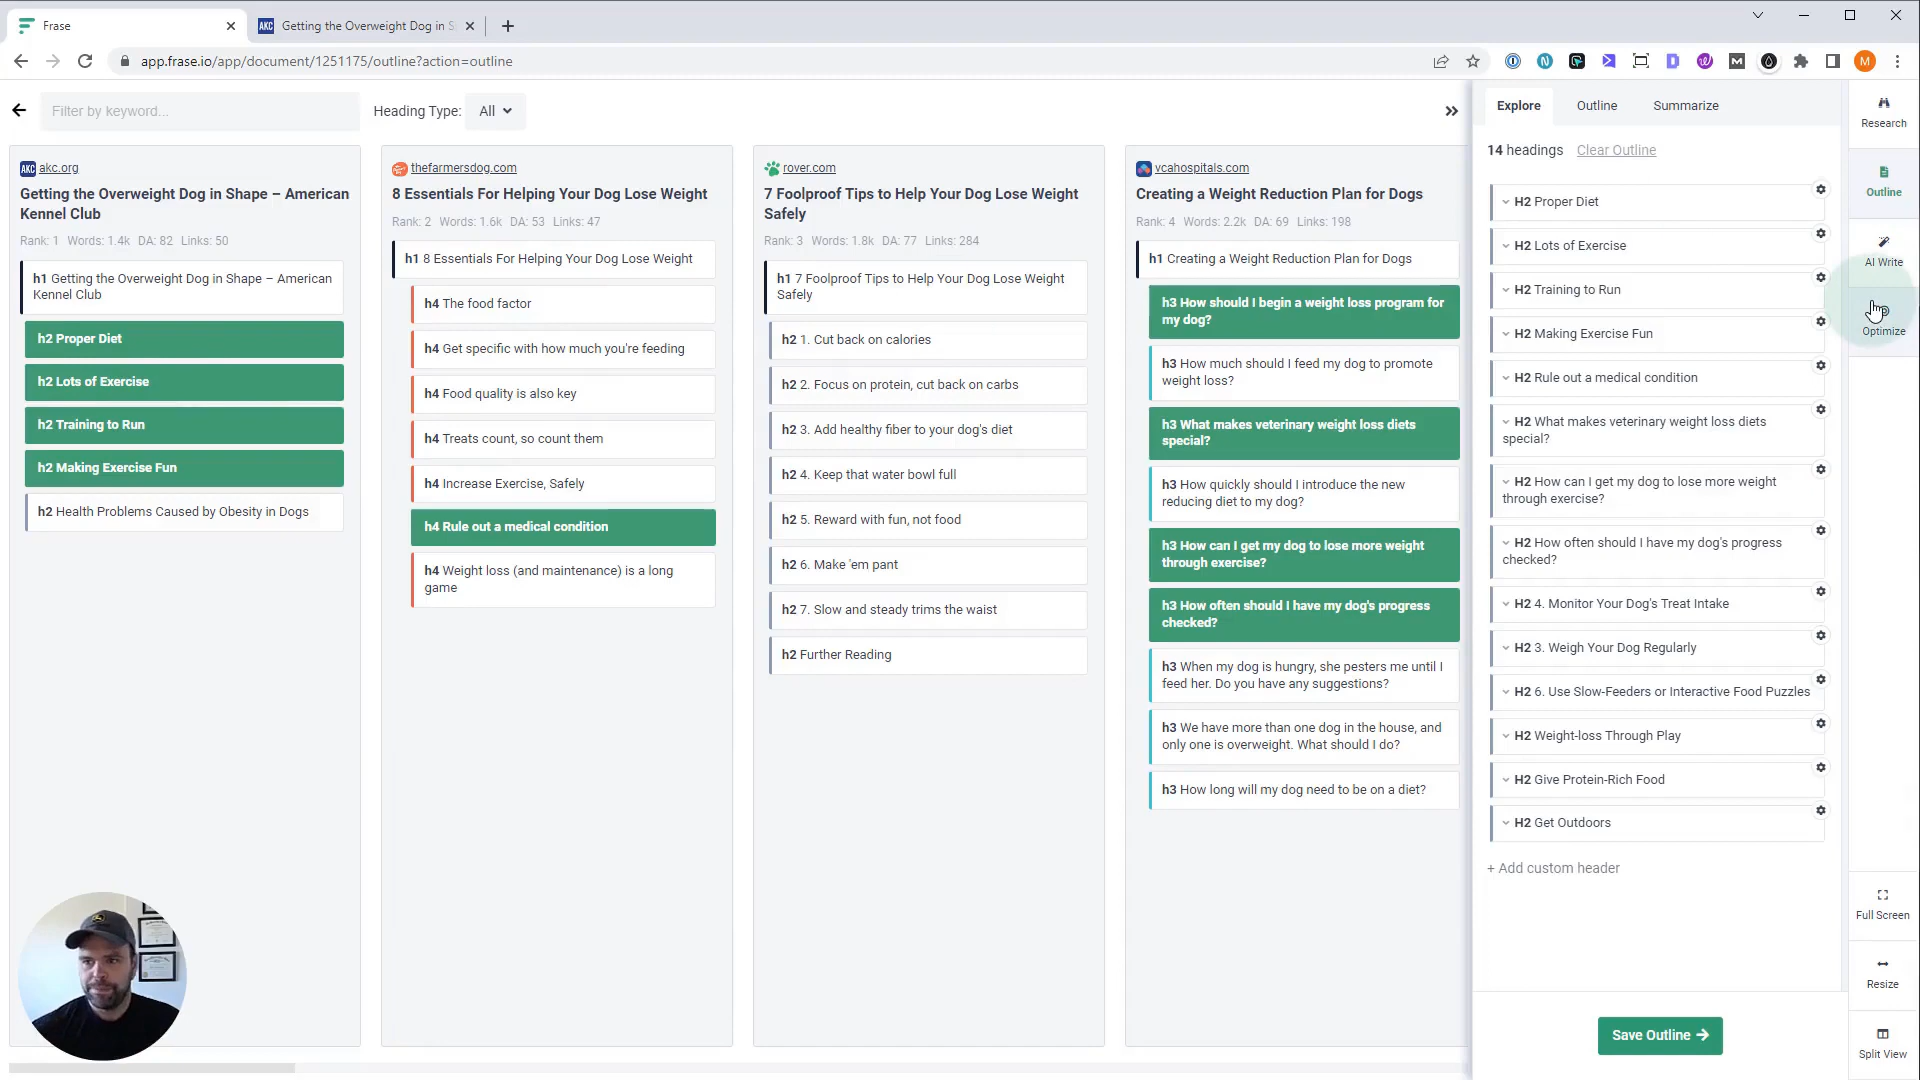 Frase
AKC Getting the Overweight Dog in S
app.frase.io/app/document/1251175/outline?action=outline
M
Filter by keyword...
Heading Type: All
Explore
Outline
Summarize
Research
Outline
AI Write
Optimize
Full Screen
Resize
Split View
AKC akc.org
Getting the Overweight Dog in Shape – American
Kennel Club
Rank: 1 Words: 1.4k DA: 82 Links: 50
h1 Getting the Overweight Dog in Shape – American
Kennel Club
h2 Proper Diet
h2 Lots of Exercise
h2 Training to Run
h2 Making Exercise Fun
h2 Health Problems Caused by Obesity in Dogs
thefarmersdog.com
8 Essentials For Helping Your Dog Lose Weight
Rank: 2 Words: 1.6k DA: 53 Links: 47
h1 8 Essentials For Helping Your Dog Lose Weight
h4 The food factor
h4 Get specific with how much you're feeding
h4 Food quality is also key
h4 Treats count, so count them
h4 Increase Exercise, Safely
h4 Rule out a medical condition
h4 Weight loss (and maintenance) is a long
game
rover.com
7 Foolproof Tips to Help Your Dog Lose Weight
Safely
Rank: 3 Words: 1.8k DA: 77 Links: 284
h1 7 Foolproof Tips to Help Your Dog Lose Weight
Safely
h2 1. Cut back on calories
h2 2. Focus on protein, cut back on carbs
h2 3. Add healthy fiber to your dog's diet
h2 4. Keep that water bowl full
h2 5. Reward with fun, not food
h2 6. Make 'em pant
h2 7. Slow and steady trims the waist
h2 Further Reading
vcahospitals.com
Creating a Weight Reduction Plan for Dogs
Rank: 4 Words: 2.2k DA: 69 Links: 198
h1 Creating a Weight Reduction Plan for Dogs
h3 How should I begin a weight loss program for
my dog?
h3 How much should I feed my dog to promote
weight loss?
h3 What makes veterinary weight loss diets
special?
h3 How quickly should I introduce the new
reducing diet to my dog?
h3 How can I get my dog to lose more weight
through exercise?
h3 How often should I have my dog's progress
checked?
h3 When my dog is hungry, she pesters me until I
feed her. Do you have any suggestions?
h3 We have more than one dog in the house, and
only one is overweight. What should I do?
h3 How long will my dog need to be on a diet?
14 headings Clear Outline
H2 Proper Diet
H2 Lots of Exercise
H2 Training to Run
H2 Making Exercise Fun
H2 Rule out a medical condition
H2 What makes veterinary weight loss diets
special?
H2 How can I get my dog to lose more weight
through exercise?
H2 How often should I have my dog's progress
checked?
H2 4. Monitor Your Dog's Treat Intake
H2 3. Weigh Your Dog Regularly
H2 6. Use Slow-Feeders or Interactive Food Puzzles
H2 Weight-loss Through Play
H2 Give Protein-Rich Food
H2 Get Outdoors
+ Add custom header
Save Outline